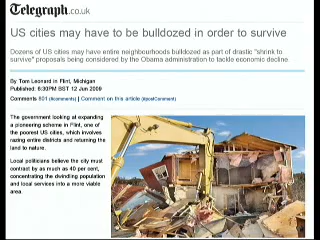 Telegraph.co.uk
US cities may have to be bulldozed in order to survive
Dozens of US cities may have entire neighbourhoods bulldozed as part of drastic "shrink to
survive" proposals being considered by the Obama administration to tackle economic decline.
By Tom Leonard in Flint, Michigan
Published: 6:30PM BST 12 Jun 2009
Comments 801 (#comments) | Comment on this article (#postComment)
The government looking at expanding
a pioneering scheme in Flint, one of
the poorest US cities, which involves
razing entire districts and returning the
land to nature.
Local politicians believe the city must
contract by as much as 40 per cent,
concentrating the dwindling population
and local services into a more viable
area.